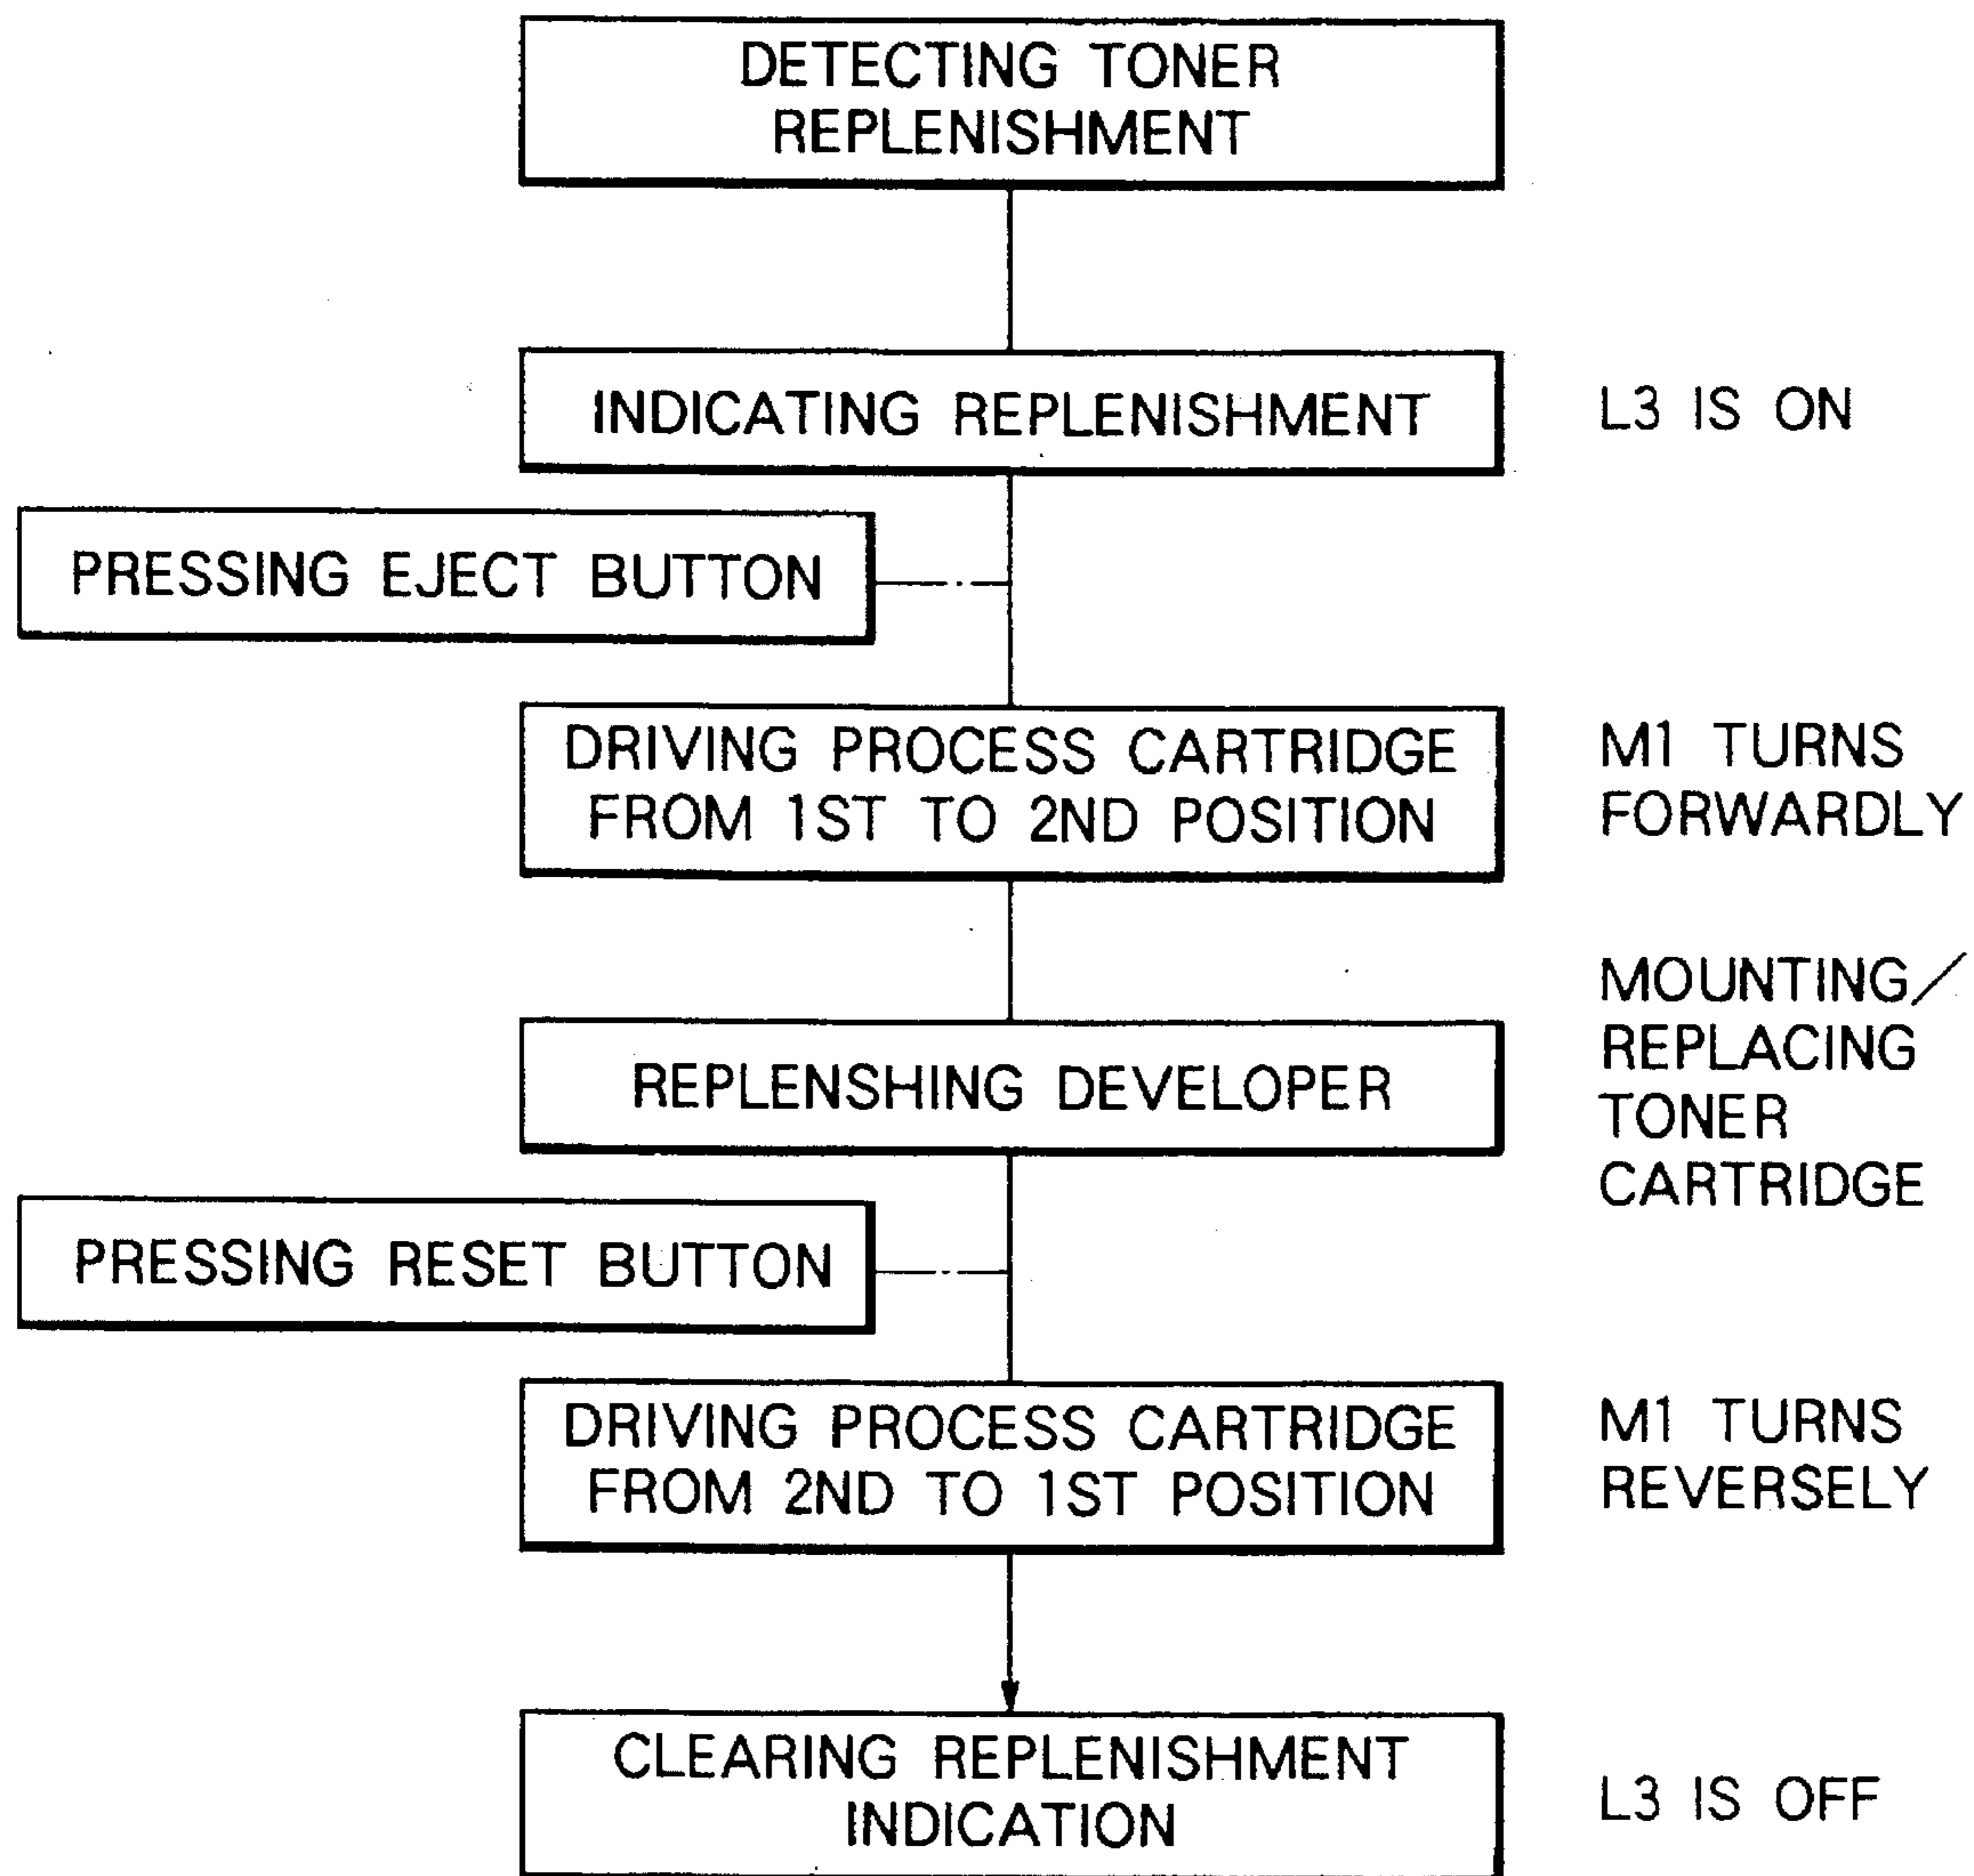 DETECTING TONER
REPLENISHMENT
INDICATING REPLENISHMENT
L3 IS ON
PRESSING EJECT BUTTON
DRIVING PROCESS CARTRIDGE
FROM 1ST TO 2ND POSITION
M1 TURNS
FORWARDLY
REPLENSHING DEVELOPER
MOUNTING/
REPLACING
TONER
CARTRIDGE
PRESSING RESET BUTTON
DRIVING PROCESS CARTRIDGE
FROM 2ND TO 1ST POSITION
M1 TURNS
REVERSELY
CLEARING REPLENISHMENT
INDICATION
L3 IS OFF